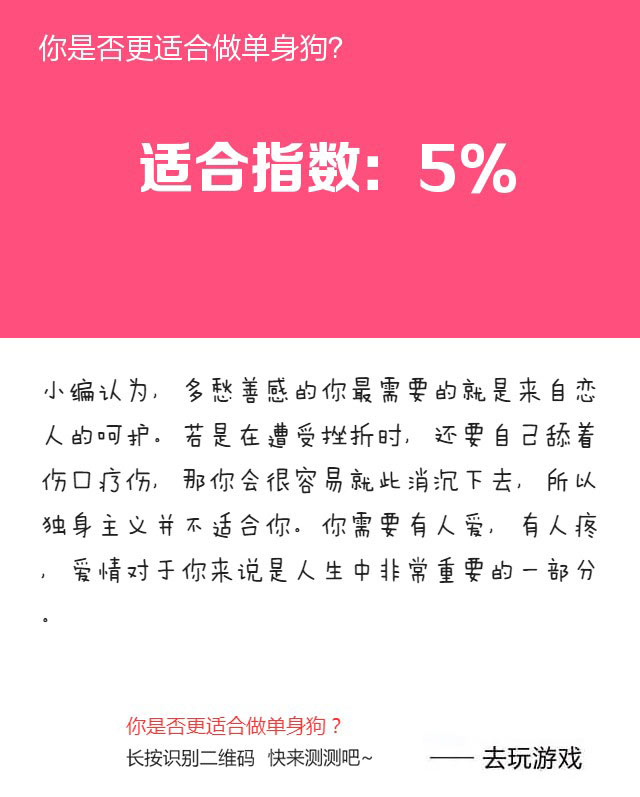 你是否更适合做单身狗?
适合指数: 5%
小编认为, 多愁善感的你最需要的就是来自恋
人的呵护。若是在遭受挫折时, 还要自己舔着
伤口疗伤, 那你会很容易就此消沉下去, 所以
独身主义并不适合你。你需要有人爱, 有人疼
, 爱情对于你来说是人生中非常重要的一部分
。
你是否更适合做单身狗？
长按识别二维码 快来测测吧~
—— 去玩游戏